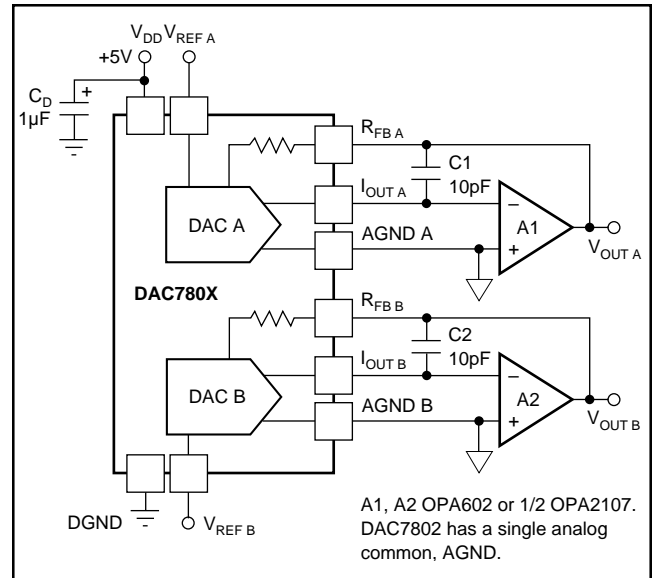 V_DD V_REF A
+5V
C_D
+
1µF
R_FB A
C1
10pF
I_OUT A
DAC A
AGND A
–
+
A1
V_OUT A
DAC780X
R_FB B
C2
10pF
I_OUT B
DAC B
AGND B
–
+
A2
V_OUT B
DGND
V_REF B
A1, A2 OPA602 or 1/2 OPA2107.
DAC7802 has a single analog
common, AGND.